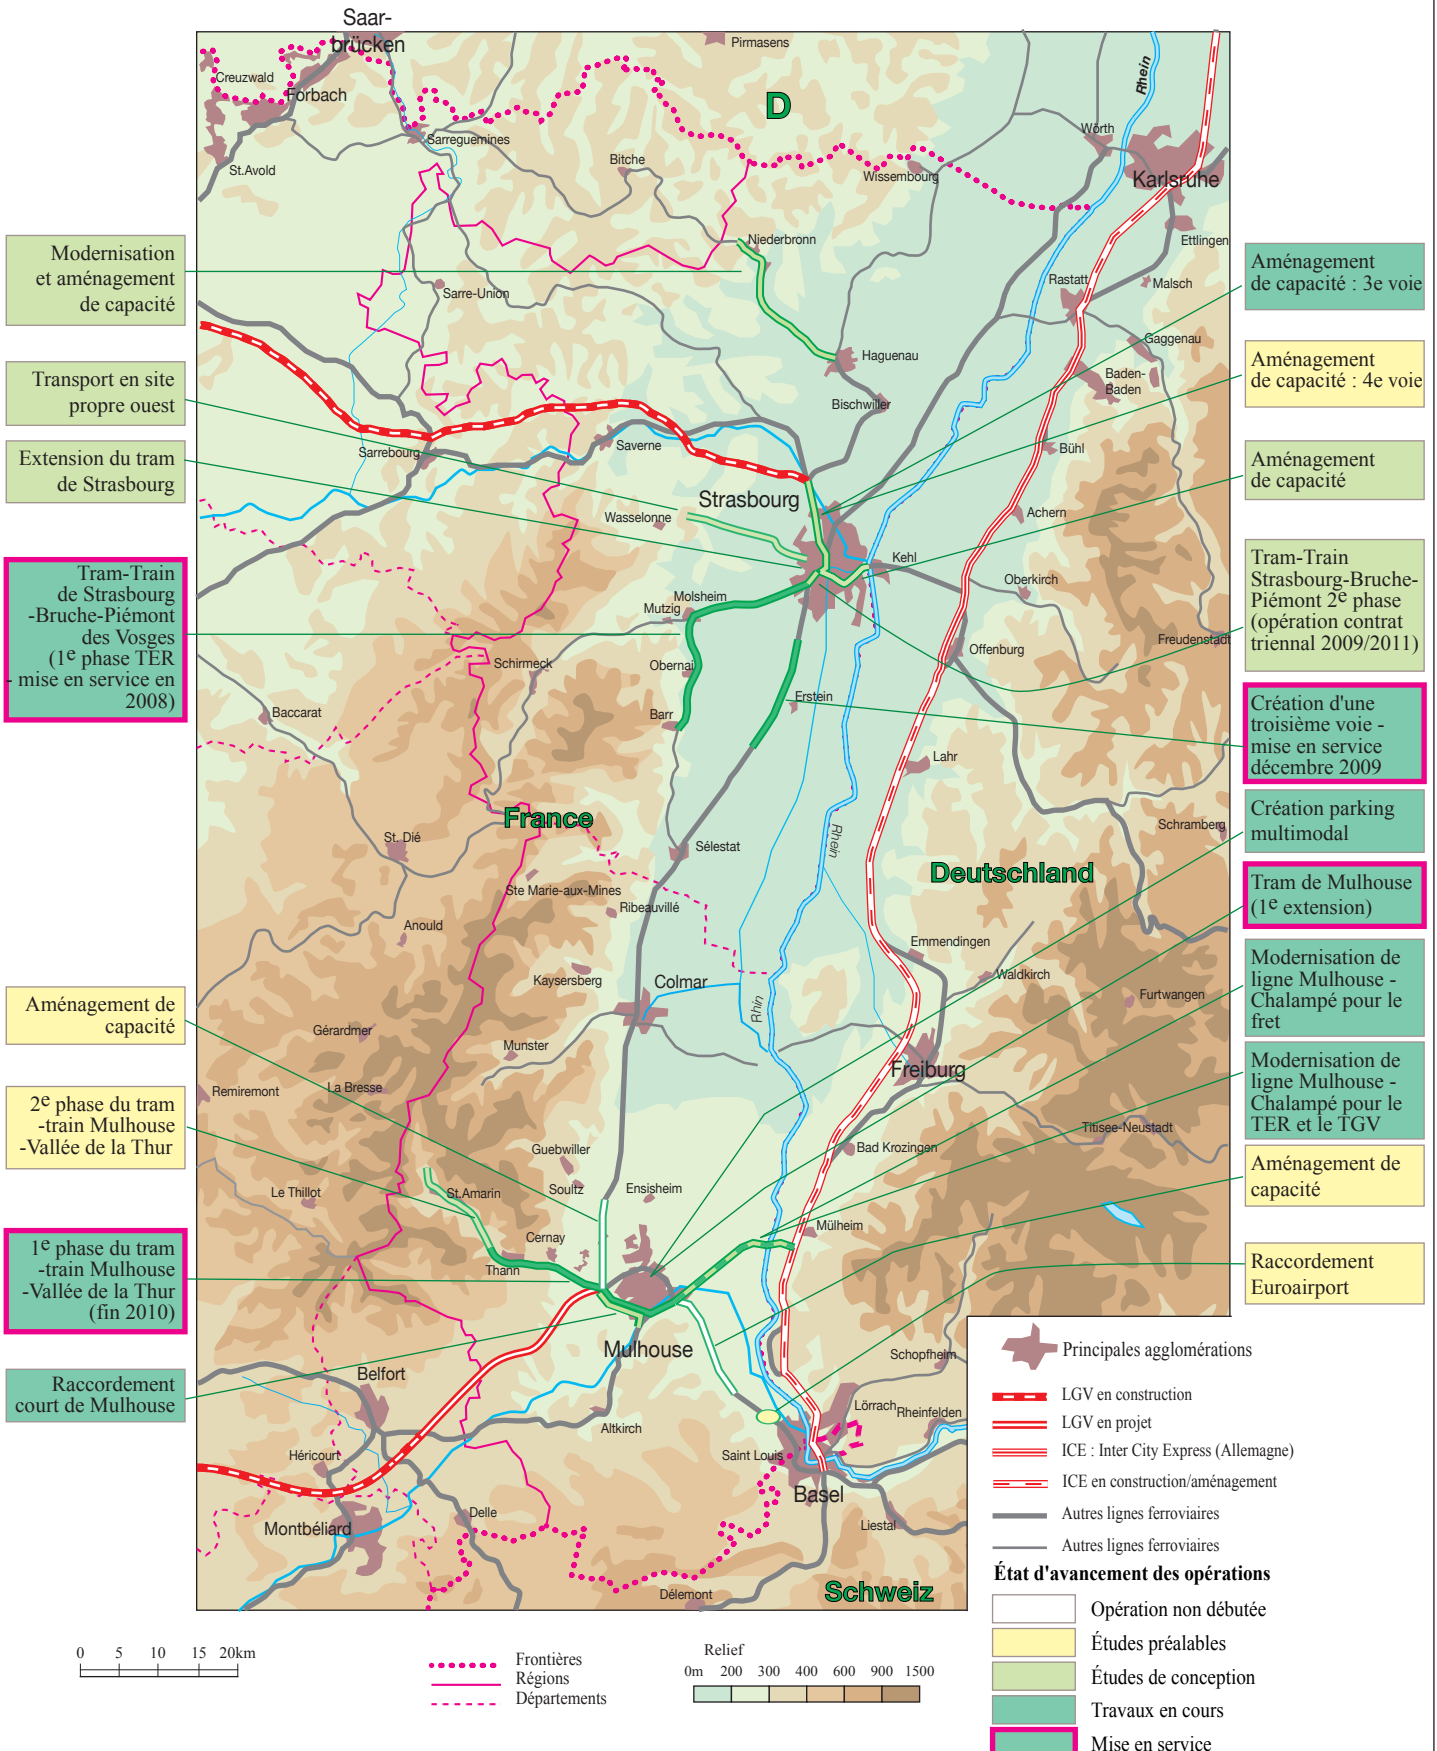 Saar-
brücken
Pirmasens
Creuzwald
Forbach
D
Rhein
Wörth
Sarreguemines
Bitche
St.Avold
Wissembourg
Karlsruhe
Ettlingen
Niederbronn
Modernisation
et aménagement
de capacité
Aménagement
de capacité : 3e voie
Rastatt
Malsch
Sarre-Union
Gaggenau
Haguenau
Aménagement
de capacité : 4e voie
Baden-
Baden
Transport en site
propre ouest
Bischwiller
Saverne
Sarrebourg
Bühl
Extension du tram
de Strasbourg
Aménagement
de capacité
Strasbourg
Wasselonne
Achern
Kehl
Oberkirch
Tram-Train
de Strasbourg
-Bruche-Piémont
des Vosges
(1e phase TER
- mise en service en
2008)
Tram-Train
Strasbourg-Bruche-
Piémont 2e phase
(opération contrat
triennal 2009/2011)
Molsheim
Mutzig
Freudenstadt
Offenburg
Schirmeck
Obernai
Erstein
Baccarat
Barr
Création d'une
troisième voie -
mise en service
décembre 2009
Lahr
France
Création parking
multimodal
St. Dié
Sélestat
Rhein
Schramberg
Deutschland
Ste Marie-aux-Mines
Ribeauvillé
Tram de Mulhouse
(1e extension)
Anould
Emmendingen
Waldkirch
Kaysersberg
Colmar
Furtwangen
Modernisation de
ligne Mulhouse -
Chalampé pour le
fret
Aménagement de
capacité
Rhin
Gérardmer
Munster
Freiburg
Modernisation de
ligne Mulhouse -
Chalampé pour le
TER et le TGV
La Bresse
Remiremont
2e phase du tram
-train Mulhouse
-Vallée de la Thur
Titisee-Neustadt
Bad Krozingen
Guebwiller
Soultz
Ensisheim
Aménagement de
capacité
Le Thillot
St.Amarin
Mülheim
Cernay
Thann
1e phase du tram
-train Mulhouse
-Vallée de la Thur
(fin 2010)
Raccordement
Euroairport
Mulhouse
Raccordement
court de Mulhouse
Belfort
Schopfheim
Lörrach
Rheinfelden
Altkirch
Héricourt
Saint Louis
Basel
Montbéliard
Delle
Liestal
Délemont
Schweiz
Principales agglomérations
LGV en construction
LGV en projet
ICE : Inter City Express (Allemagne)
ICE en construction/aménagement
Autres lignes ferroviaires
Autres lignes ferroviaires
État d'avancement des opérations
Opération non débutée
Études préalables
Études de conception
Travaux en cours
Mise en service
0 5 10 15 20km
Frontières
Régions
Départements
Relief
0m 200 300 400 600 900 1500